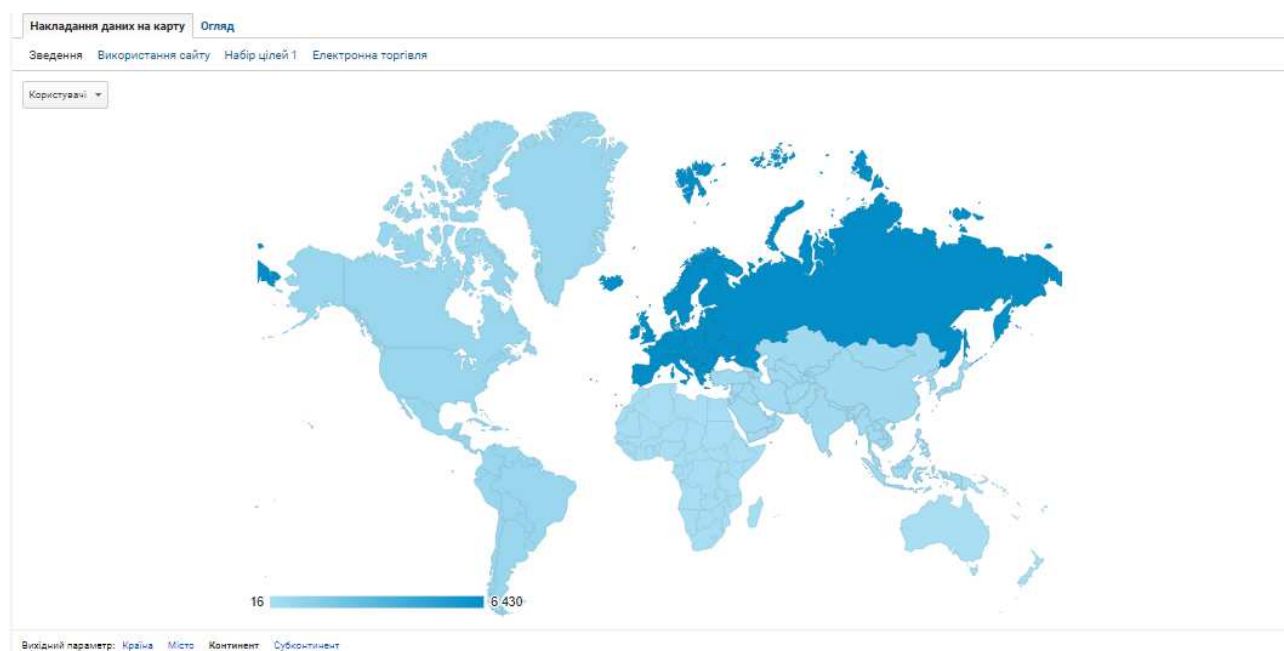 Накладання даних на карту Огляд
Зведення Використання сайту Набір цілей 1 Електронна торгівля
Користувачі
16 6 430
Вихідний параметр: Країна Місто Континент Субконтинент